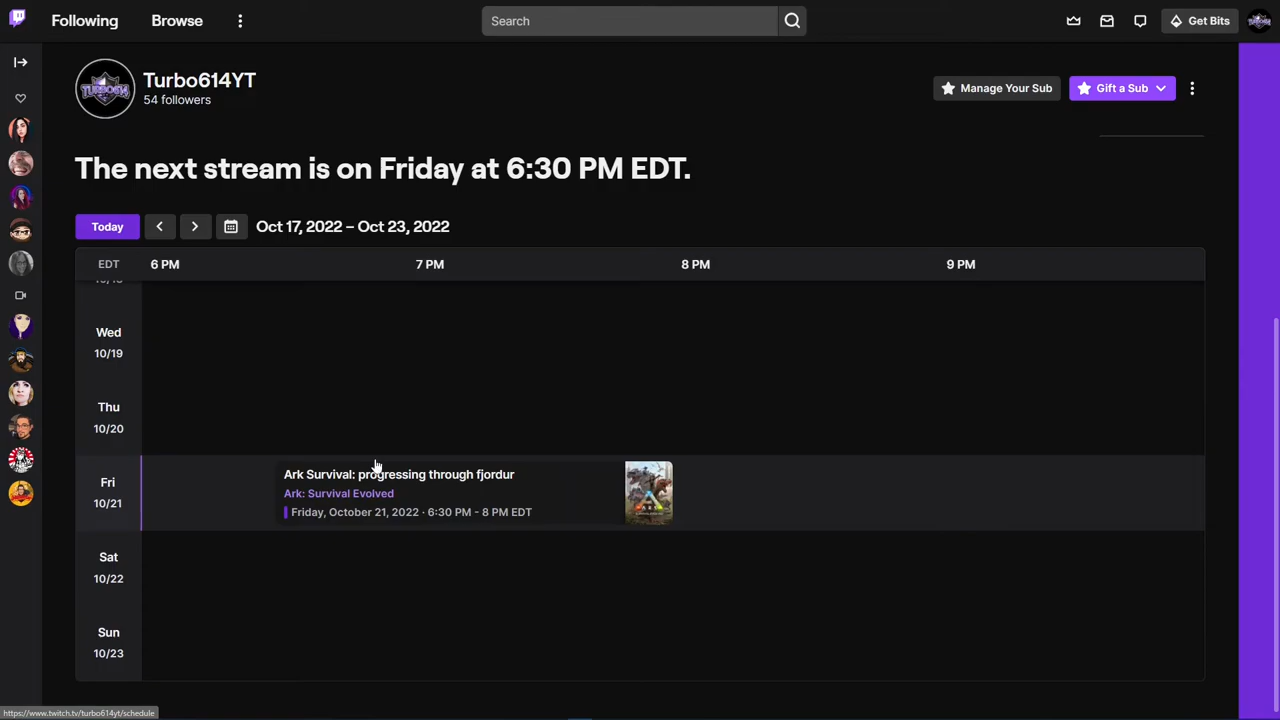 Following
Browse
Search
Get Bits
TURBO614
Turbo614YT
54 followers
Manage Your Sub
Gift a Sub
The next stream is on Friday at 6:30 PM EDT.
Today
Oct 17, 2022 – Oct 23, 2022
EDT
6 PM
7 PM
8 PM
9 PM
Wed
10/19
Thu
10/20
Fri
10/21
Ark Survival: progressing through fjordur
Ark: Survival Evolved
Friday, October 21, 2022 · 6:30 PM - 8 PM EDT
Sat
10/22
Sun
10/23
https://www.twitch.tv/turbo614yt/schedule